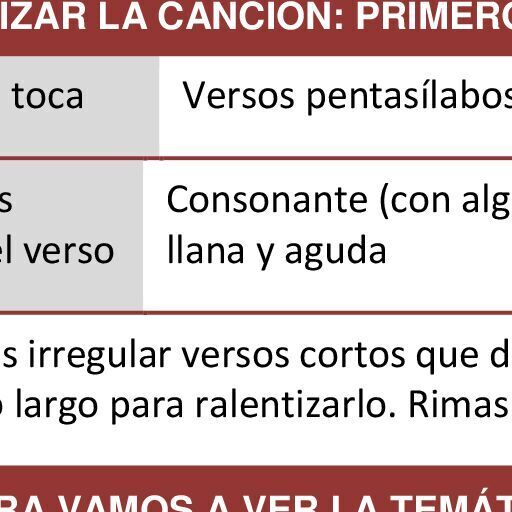 IZAR LA CANCIÓN: PRIMERO
toca
Versos pentasílabos
s
el verso
Consonante (con alg
llana y aguda
s irregular versos cortos que d
o largo para ralentizarlo. Rimas
RA VAMOS A VER LA TEMÁT